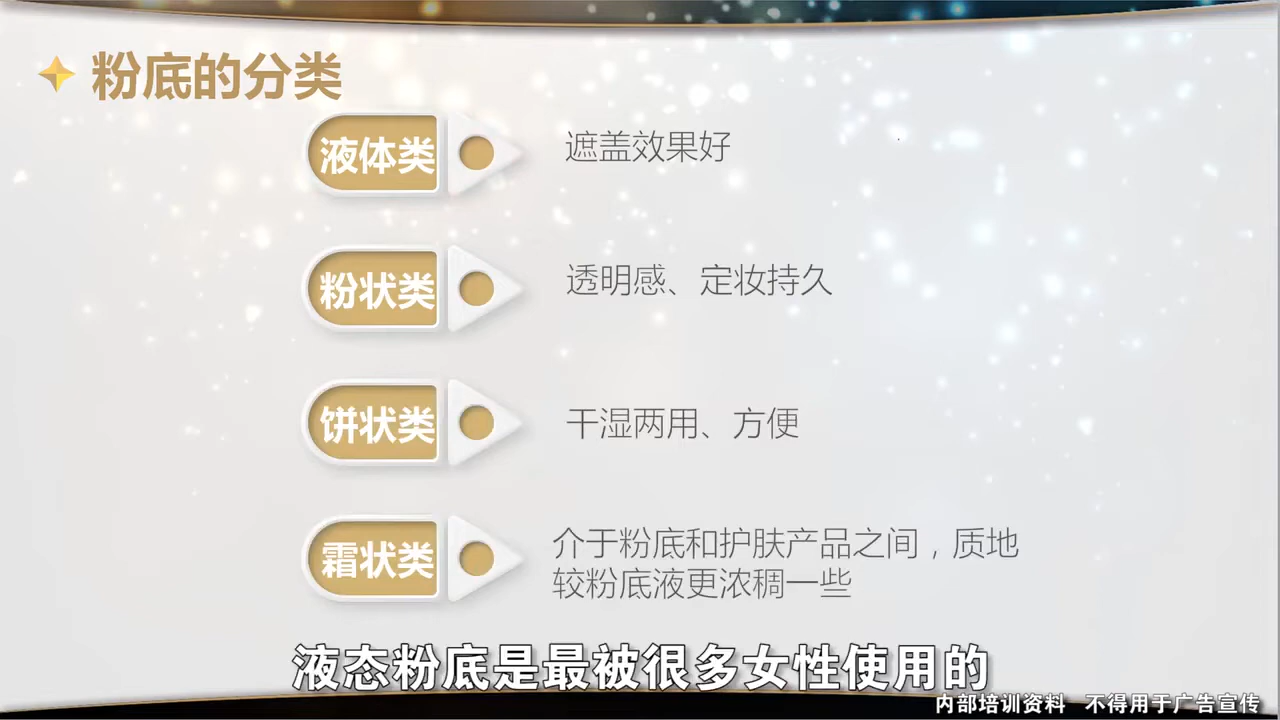 粉底的分类
液体类
遮盖效果好
粉状类
透明感、定妆持久
饼状类
干湿两用、方便
霜状类
介于粉底和护肤产品之间，质地
较粉底液更浓稠一些
液态粉底是最被很多女性使用的
内部培训资料 不得用于广告宣传